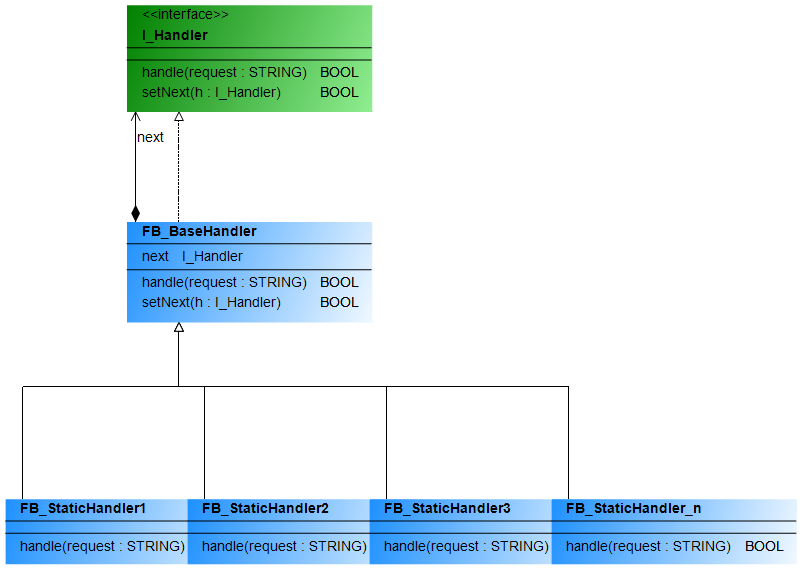 <<interface>>
I_Handler
handle(request : STRING) BOOL
setNext(h : I_Handler) BOOL
next
FB_BaseHandler
next I_Handler
handle(request : STRING) BOOL
setNext(h : I_Handler) BOOL
FB_StaticHandler1 FB_StaticHandler2 FB_StaticHandler3 FB_StaticHandler_n
handle(request : STRING) handle(request : STRING) handle(request : STRING) handle(request : STRING) BOOL